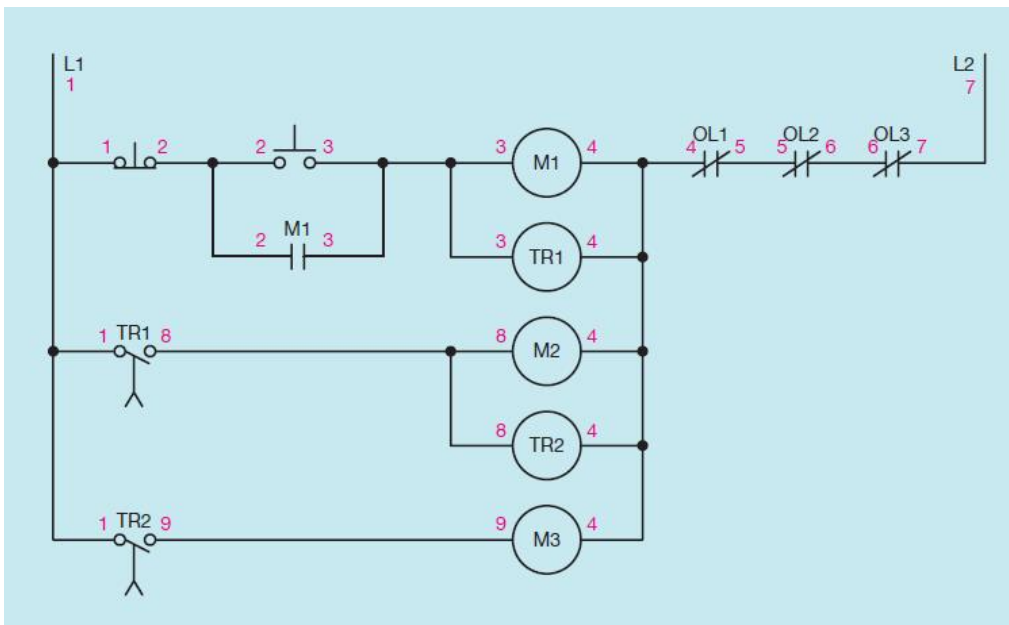 L1 L2
1 7
1 2 2 3 3 M1 4 OL1 OL2 OL3
4 5 5 6 6 7
M1
2 3 3 TR1 4
1 TR1 8 8 M2 4
8 TR2 4
1 TR2 9 9 M3 4